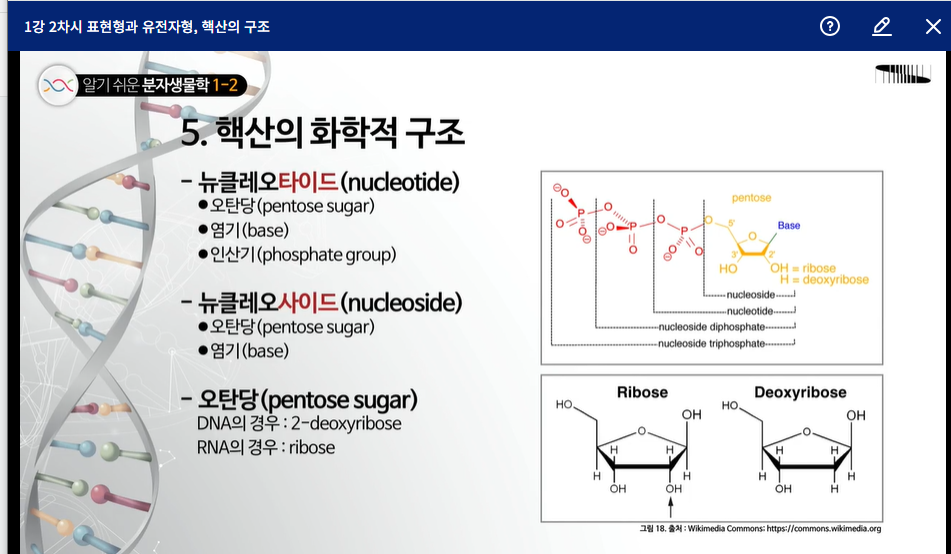 1강 2차시 표현형과 유전자형, 핵산의 구조
알기 쉬운 분자생물학 1-2
5. 핵산의 화학적 구조
- 뉴클레오타이드(nucleotide)
●오탄당(pentose sugar)
●염기(base)
●인산기(phosphate group)
- 뉴클레오사이드(nucleoside)
●오탄당(pentose sugar)
●염기(base)
- 오탄당(pentose sugar)
DNA의 경우 : 2-deoxyribose
RNA의 경우 : ribose
pentose
O
O
O
O
O
Base
P
P
P
5'
O
O
O
O
O
O
O
3'
2'
HO
OH = ribose
H = deoxyribose
nucleoside
nucleotide
nucleoside diphosphate
nucleoside triphosphate
Ribose
HO
OH
O
H
H
H
H
OH
OH
Deoxyribose
HO
OH
O
H
H
H
H
OH
H
그림 18. 출처 : Wikimedia Commons: https://commons.wikimedia.org